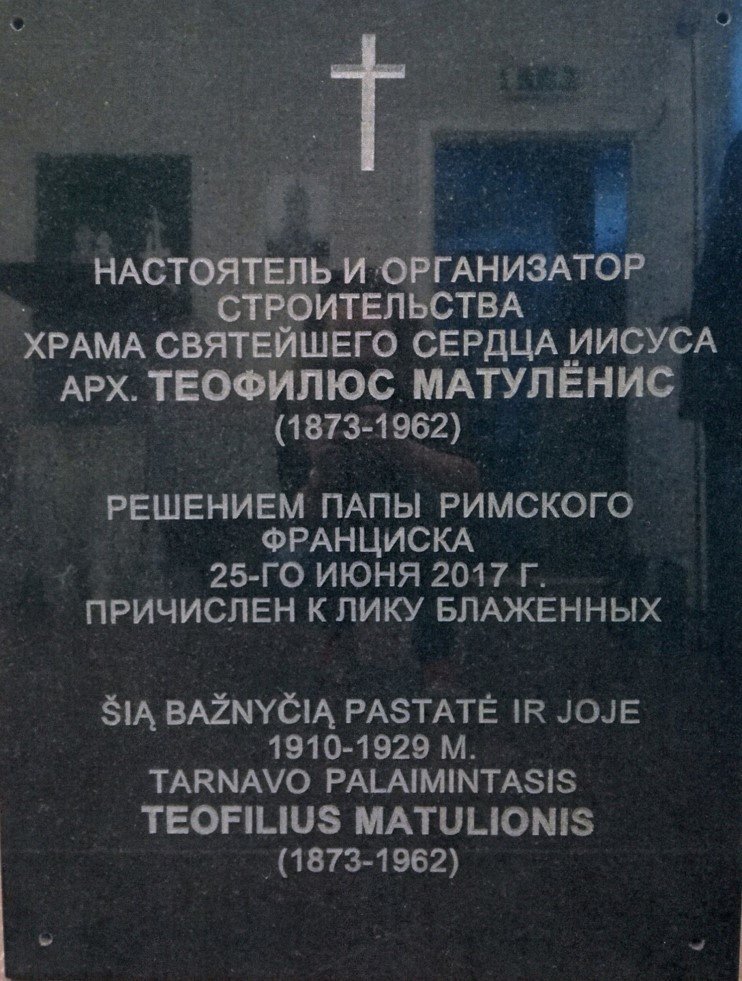 НАСТОЯТЕЛЬ И ОРГАНИЗАТОР
СТРОИТЕЛЬСТВА
ХРАМА СВЯТЕЙШЕГО СЕРДЦА ИИСУСА
АРХ. ТЕОФИЛЮС МАТУЛЁНИС
(1873-1962)
РЕШЕНИЕМ ПАПЫ РИМСКОГО
ФРАНЦИСКА
25-ГО ИЮНЯ 2017 Г.
ПРИЧИСЛЕН К ЛИКУ БЛАЖЕННЫХ
ŠIĄ BAŽNYČIĄ PASTATĖ IR JOJE
1910-1929 M.
TARNAVO PALAIMINTASIS
TEOFILIUS MATULIONIS
(1873-1962)